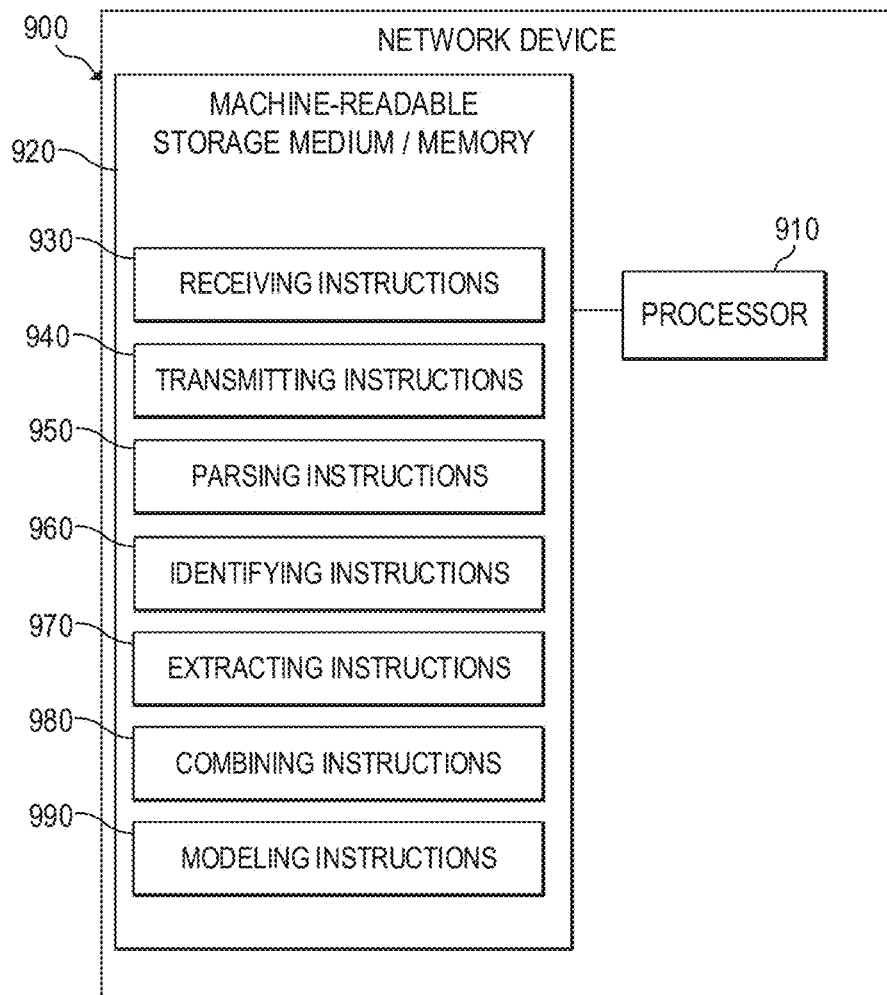 900
NETWORK DEVICE
MACHINE-READABLE
STORAGE MEDIUM / MEMORY
920
930
RECEIVING INSTRUCTIONS
910
PROCESSOR
940
TRANSMITTING INSTRUCTIONS
950
PARSING INSTRUCTIONS
960
IDENTIFYING INSTRUCTIONS
970
EXTRACTING INSTRUCTIONS
980
COMBINING INSTRUCTIONS
990
MODELING INSTRUCTIONS